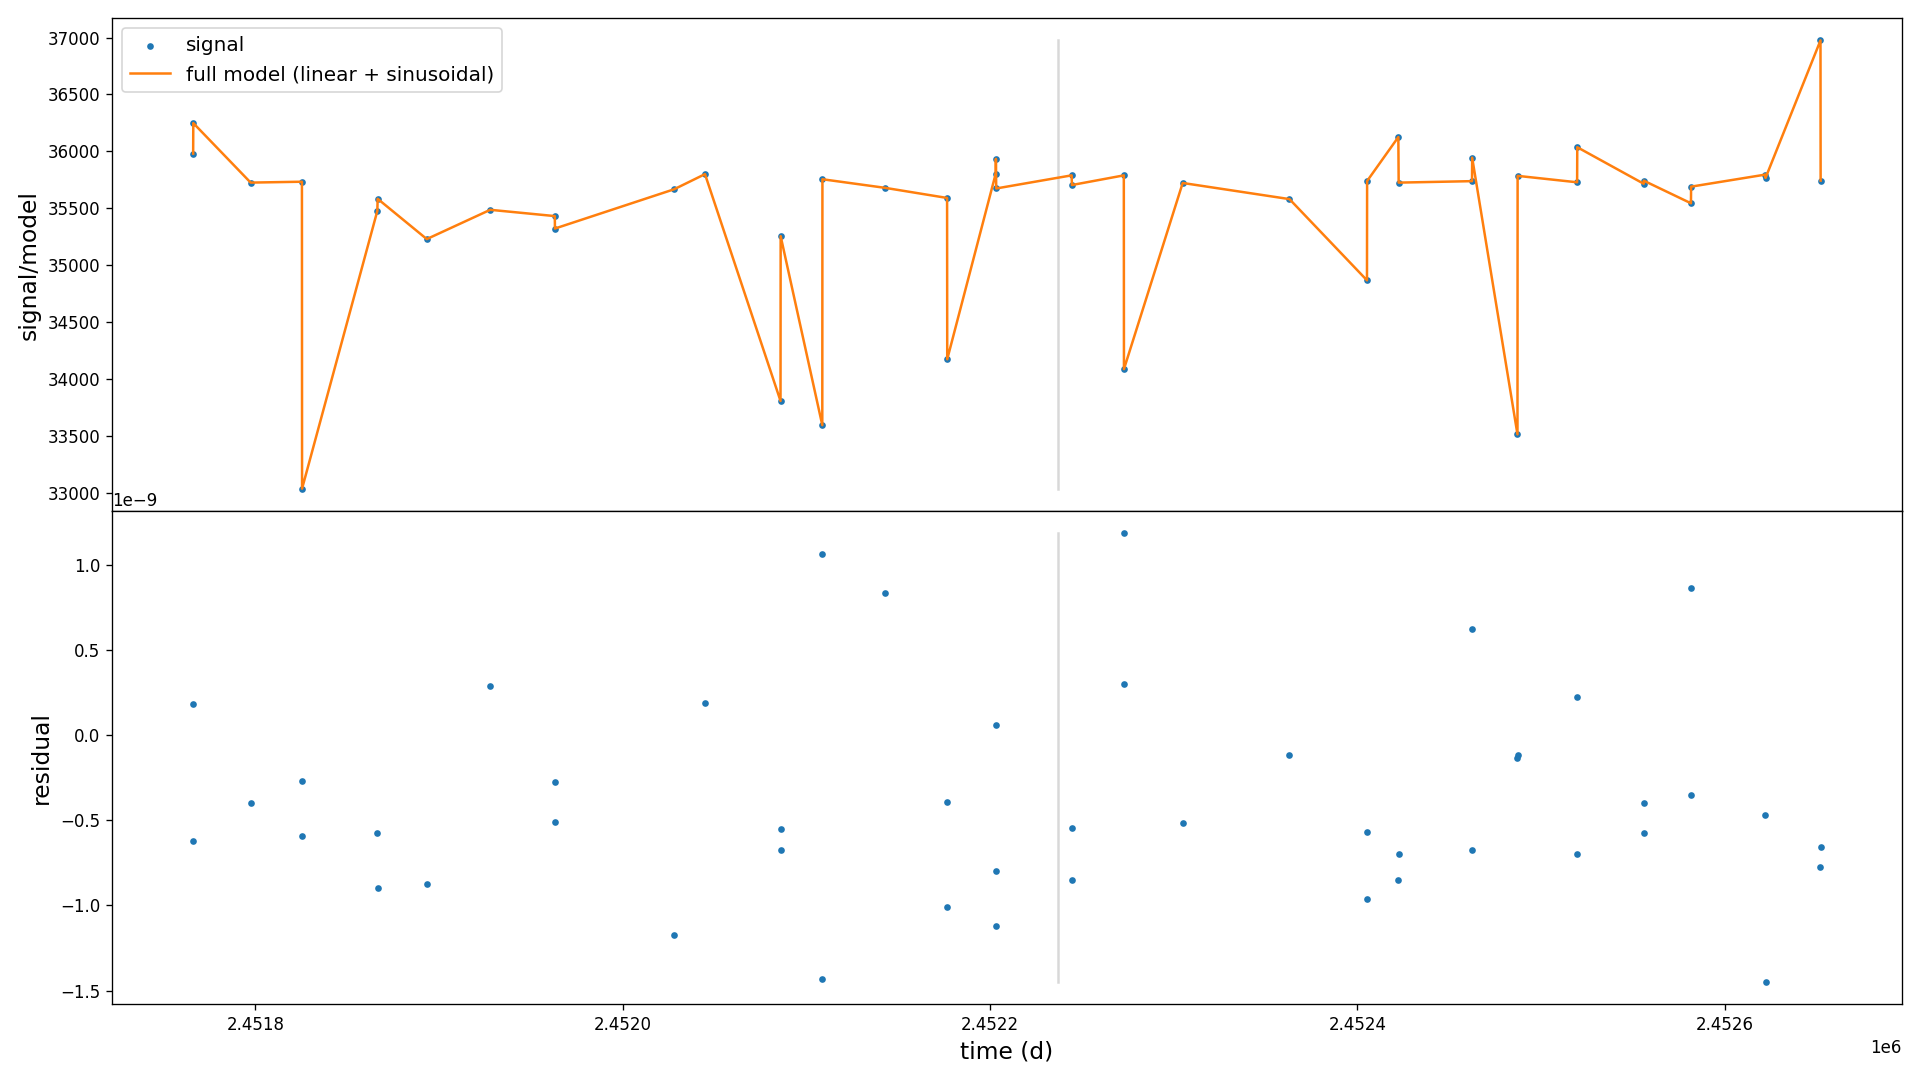 37000
36500
36000
35500
35000
34500
34000
33500
33000
signal/model
signal
full model (linear + sinusoidal)
1e−9
1.0
0.5
0.0
−0.5
−1.0
−1.5
residual
2.4518
2.4520
2.4522
2.4524
2.4526
time (d)
1e6